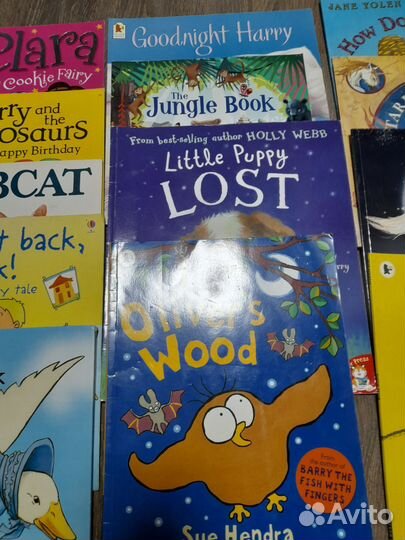 Clara
Cookie Fairy
rry and the
osaurs
appy Birthday
BCAT
t back,
k!
ry tale
Goodnight Harry
The
Jungle Book
From best-selling author HOLLY WEBB
Little Puppy
LOST
Oliver's
Wood
From
the author of
BARRY THE
FISH WITH
FINGERS
Sue Hendra
JANE YOLEN
How Do
Press
Avito